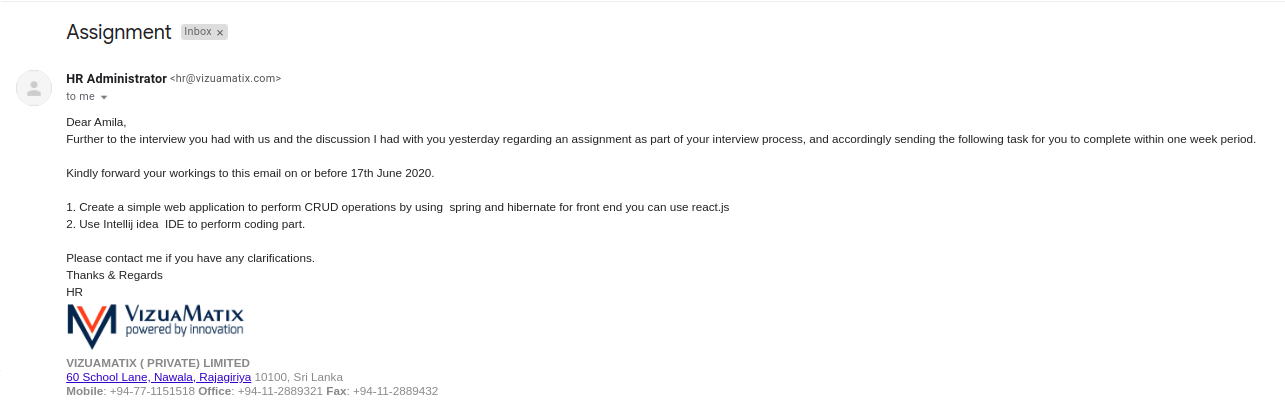 Assignment Inbox x
HR Administrator <hr@vizuamatix.com>
to me
Dear Amila,
Further to the interview you had with us and the discussion I had with you yesterday regarding an assignment as part of your interview process, and accordingly sending the following task for you to complete within one week period.
Kindly forward your workings to this email on or before 17th June 2020.
1. Create a simple web application to perform CRUD operations by using  spring and hibernate for front end you can use react.js
2. Use Intellij idea  IDE to perform coding part.
Please contact me if you have any clarifications.
Thanks & Regards
HR
VIZUAMATIX
powered by innovation
VIZUAMATIX ( PRIVATE) LIMITED
60 School Lane, Nawala, Rajagiriya 10100, Sri Lanka
Mobile: +94-77-1151518 Office: +94-11-2889321 Fax: +94-11-2889432